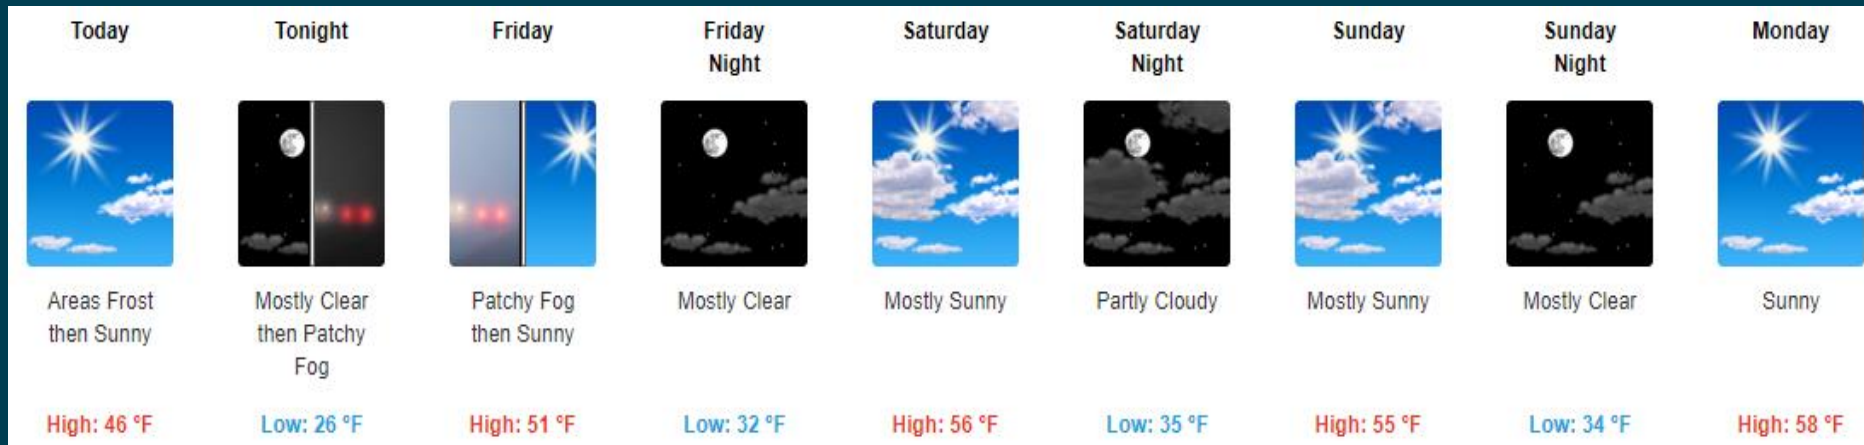 Today
Tonight
Friday
Friday
Night
Saturday
Saturday
Night
Sunday
Sunday
Night
Monday
Areas Frost
then Sunny
Mostly Clear
then Patchy
Fog
Patchy Fog
then Sunny
Mostly Clear
Mostly Sunny
Partly Cloudy
Mostly Sunny
Mostly Clear
Sunny
High: 46 °F
Low: 26 °F
High: 51 °F
Low: 32 °F
High: 56 °F
Low: 35 °F
High: 55 °F
Low: 34 °F
High: 58 °F